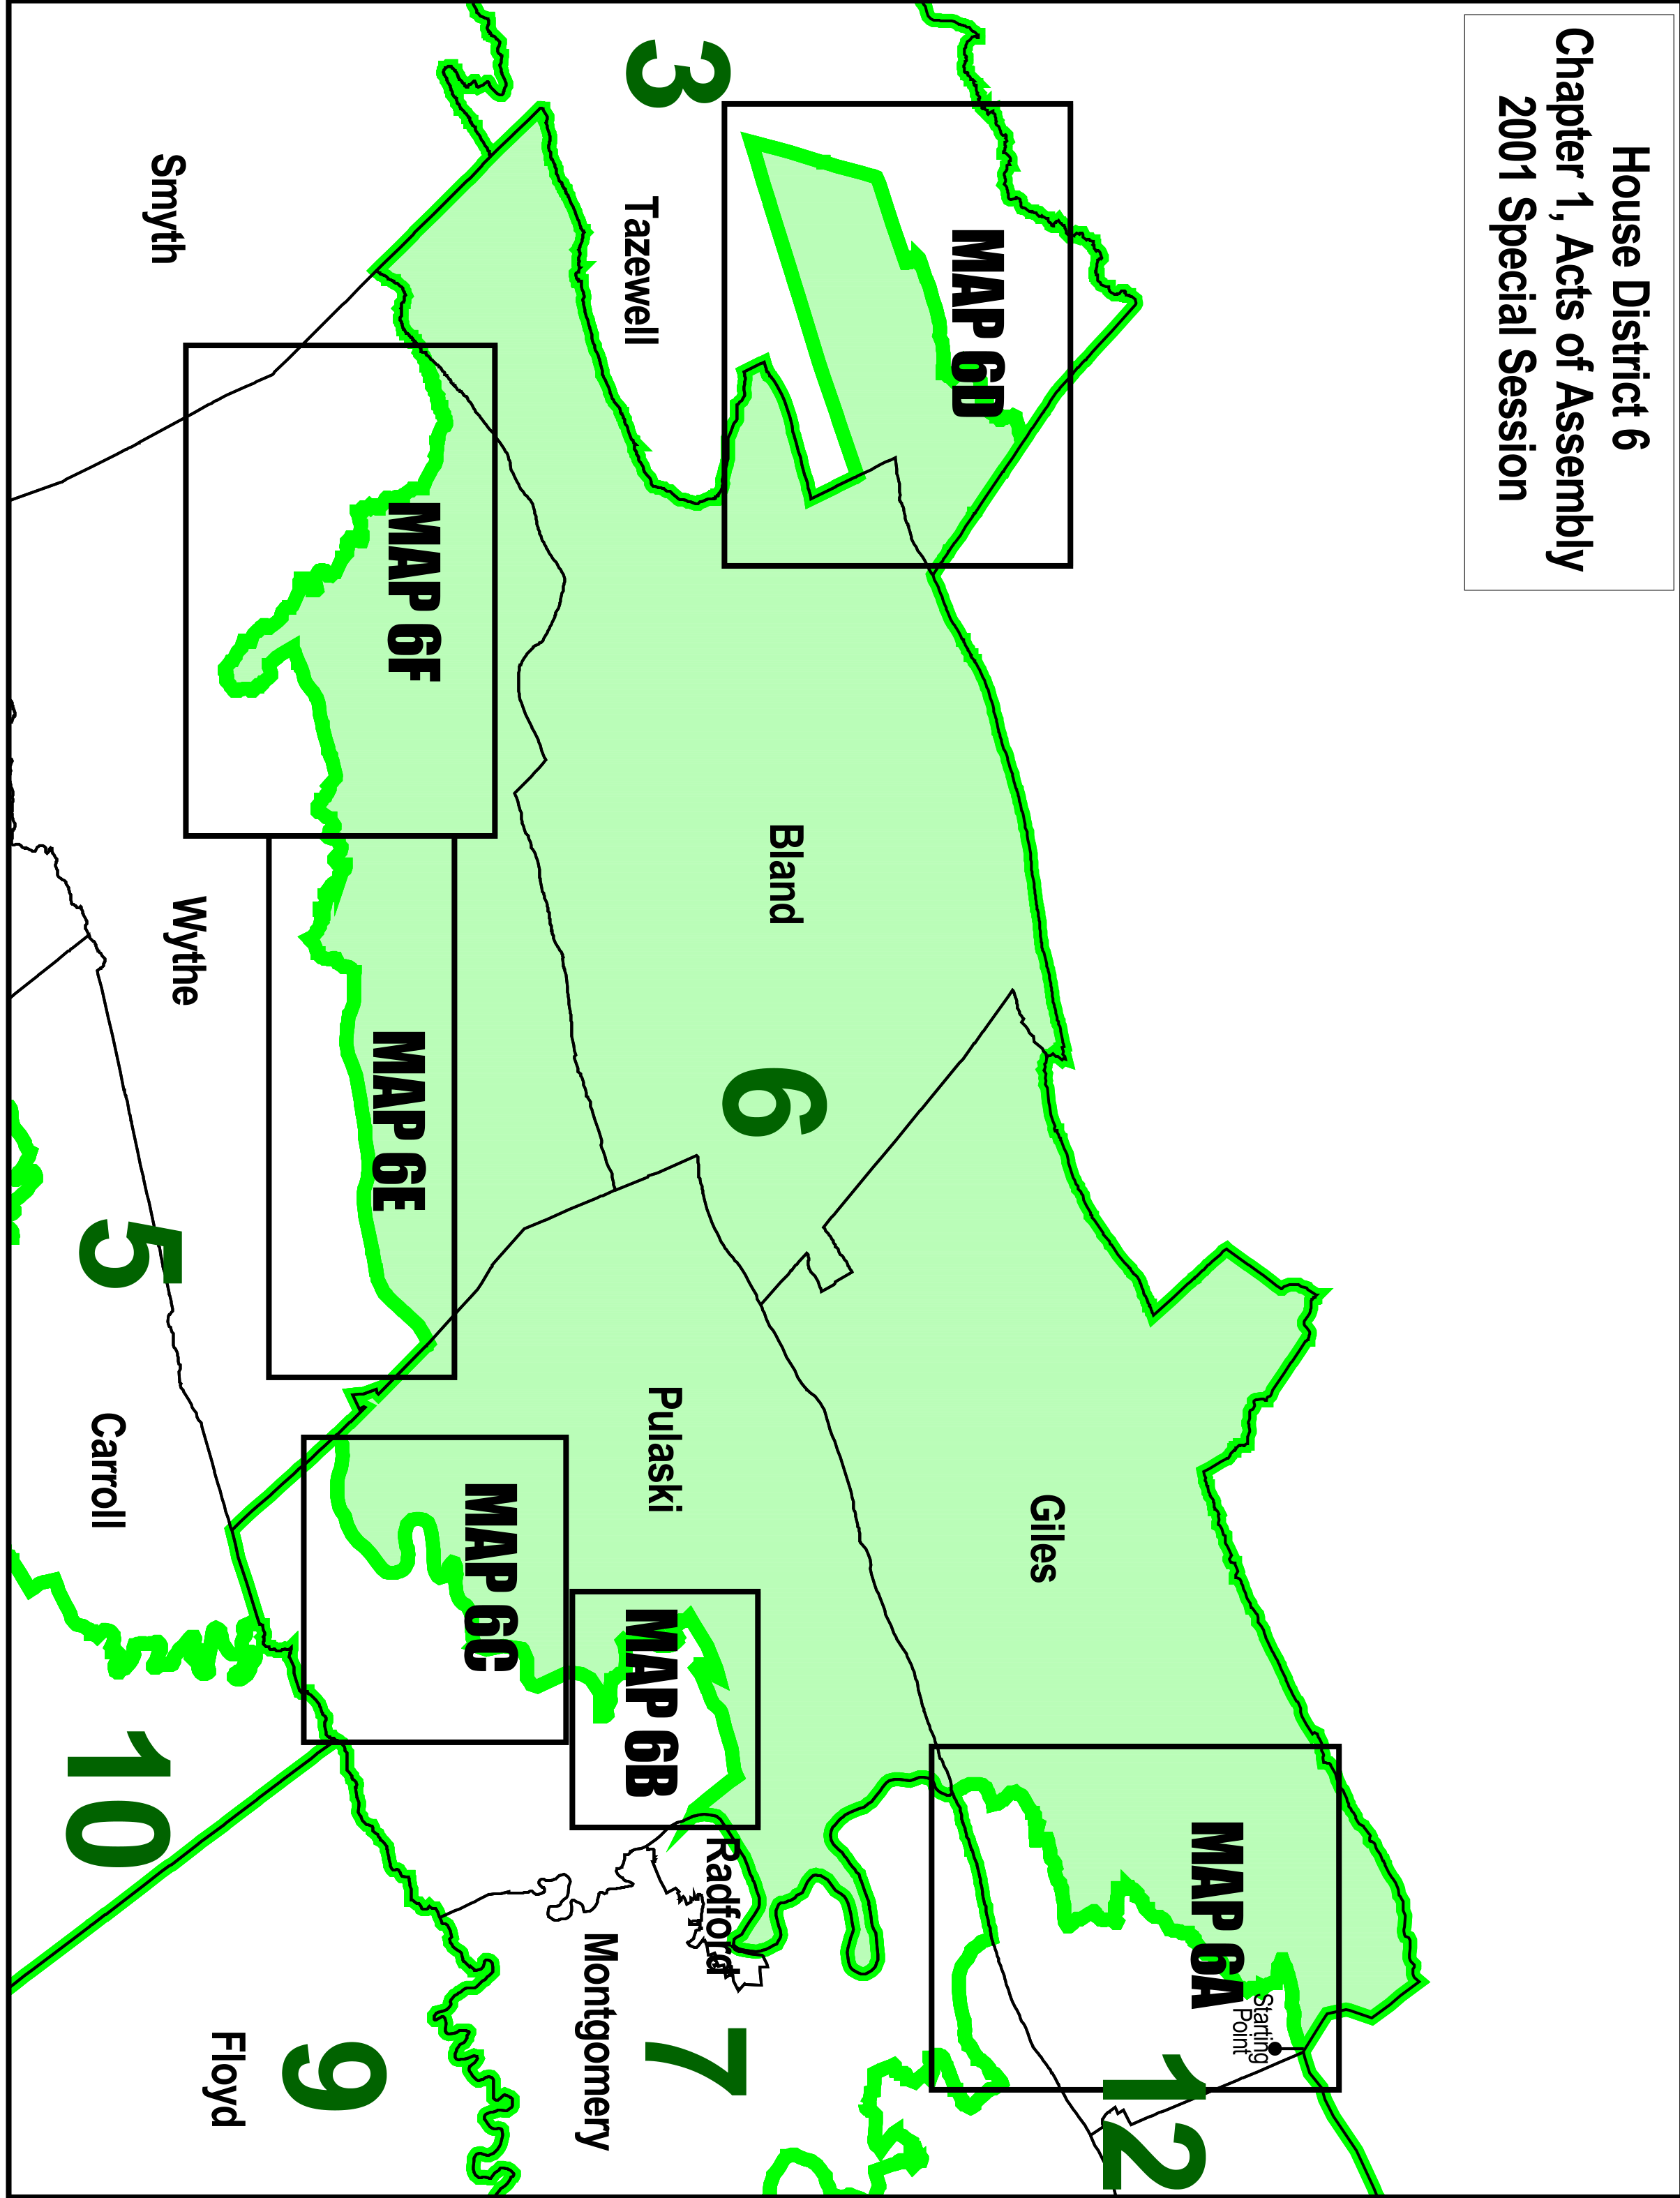 House District 6
Chapter 1, Acts of Assembly
2001 Special Session
MAP 6D
3
Tazewell
Smyth
MAP 6F
Bland
6
Wythe
MAP 6E
5
Giles
Pulaski
MAP 6C
MAP 6B
Carroll
10
MAP 6A
Starting
Point
12
Radford
Montgomery
7
9
Floyd